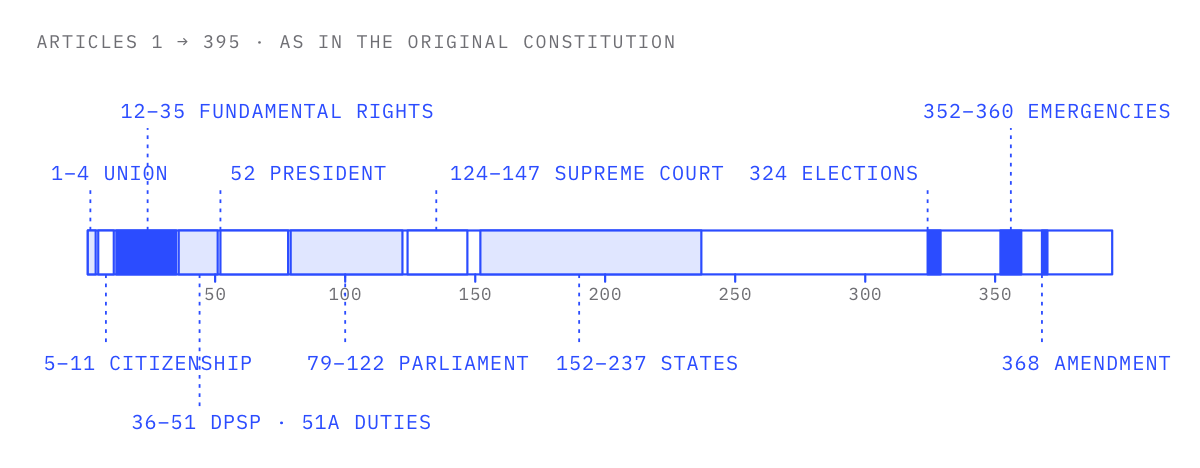 ARTICLES 1 → 395 · AS IN THE ORIGINAL CONSTITUTION
12–35 FUNDAMENTAL RIGHTS
352–360 EMERGENCIES
1–4 UNION
52 PRESIDENT
124–147 SUPREME COURT
324 ELECTIONS
50
100
150
200
250
300
350
5–11 CITIZENSHIP
79–122 PARLIAMENT
152–237 STATES
368 AMENDMENT
36–51 DPSP · 51A DUTIES